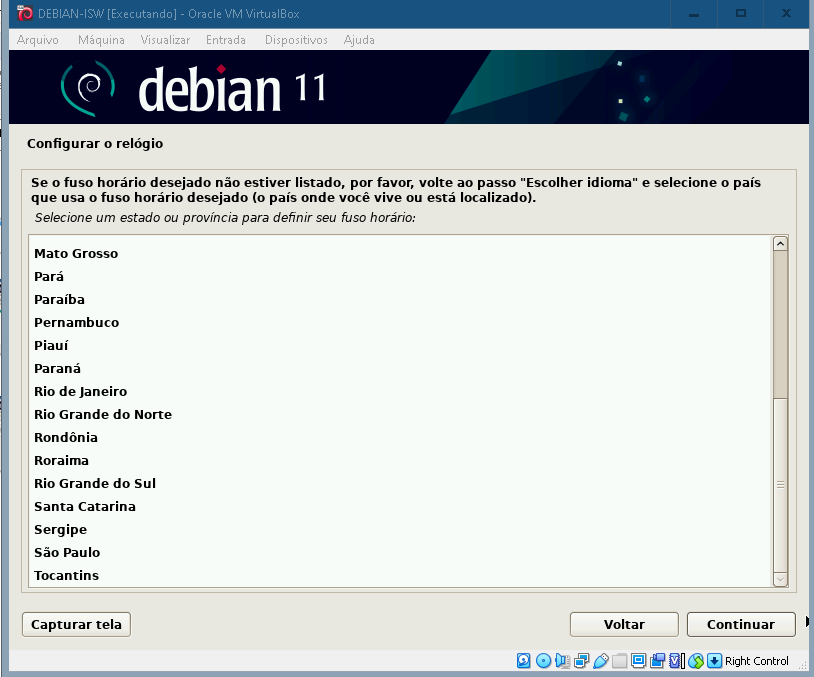 DEBIAN-ISW [Executando] - Oracle VM VirtualBox
Arquivo Máquina Visualizar Entrada Dispositivos Ajuda
debian 11
Configurar o relógio
Se o fuso horário desejado não estiver listado, por favor, volte ao passo "Escolher idioma" e selecione o país
que usa o fuso horário desejado (o país onde você vive ou está localizado).
Selecione um estado ou província para definir seu fuso horário:
Mato Grosso
Pará
Paraíba
Pernambuco
Piauí
Paraná
Rio de Janeiro
Rio Grande do Norte
Rondônia
Roraima
Rio Grande do Sul
Santa Catarina
Sergipe
São Paulo
Tocantins
Capturar tela Voltar Continuar
Right Control